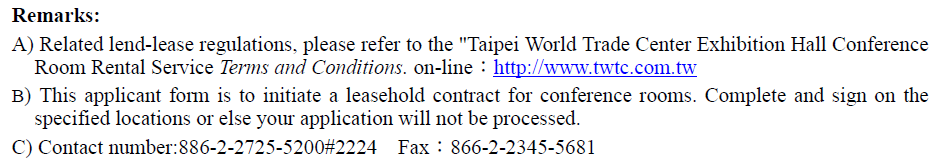 Remarks:
A) Related lend-lease regulations, please refer to the "Taipei World Trade Center Exhibition Hall Conference
Room Rental Service Terms and Conditions. on-line：http://www.twtc.com.tw
B) This applicant form is to initiate a leasehold contract for conference rooms. Complete and sign on the
specified locations or else your application will not be processed.
C) Contact number:886-2-2725-5200#2224 Fax：866-2-2345-5681